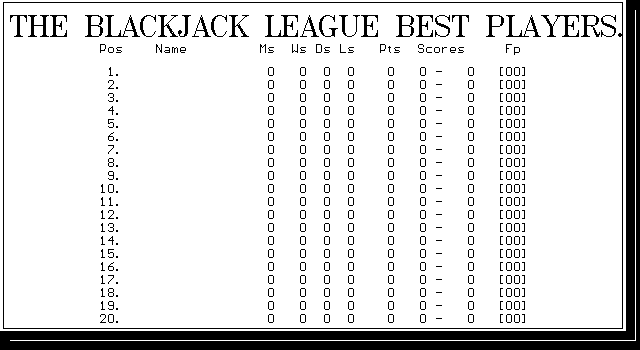 THE BLACKJACK LEAGUE BEST PLAYERS.
Pos Name Ms Ws Ds Ls Pts Scores Fp
1. 0 0 0 0 0 0 - 0 [00]
2. 0 0 0 0 0 0 - 0 [00]
3. 0 0 0 0 0 0 - 0 [00]
4. 0 0 0 0 0 0 - 0 [00]
5. 0 0 0 0 0 0 - 0 [00]
6. 0 0 0 0 0 0 - 0 [00]
7. 0 0 0 0 0 0 - 0 [00]
8. 0 0 0 0 0 0 - 0 [00]
9. 0 0 0 0 0 0 - 0 [00]
10. 0 0 0 0 0 0 - 0 [00]
11. 0 0 0 0 0 0 - 0 [00]
12. 0 0 0 0 0 0 - 0 [00]
13. 0 0 0 0 0 0 - 0 [00]
14. 0 0 0 0 0 0 - 0 [00]
15. 0 0 0 0 0 0 - 0 [00]
16. 0 0 0 0 0 0 - 0 [00]
17. 0 0 0 0 0 0 - 0 [00]
18. 0 0 0 0 0 0 - 0 [00]
19. 0 0 0 0 0 0 - 0 [00]
20. 0 0 0 0 0 0 - 0 [00]